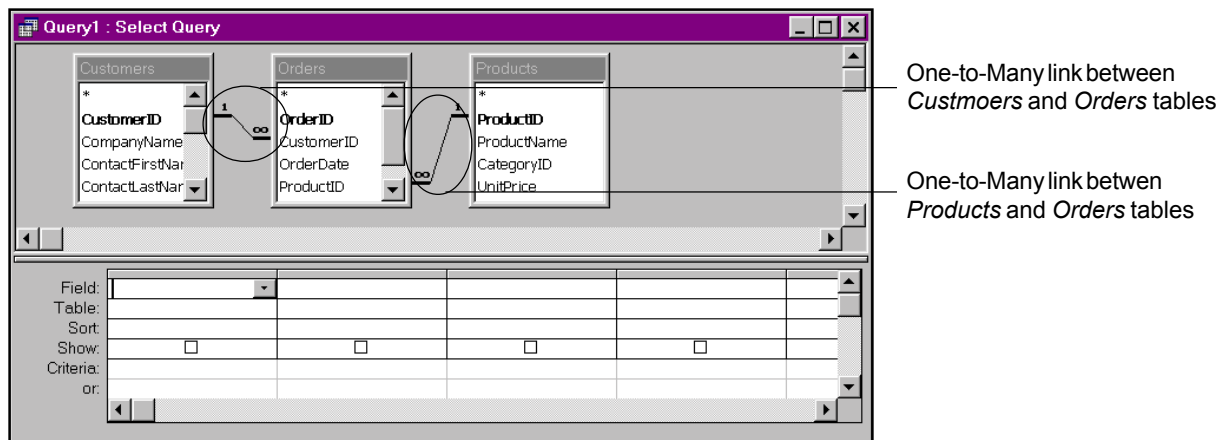 Query1 : Select Query
Customers
*
CustomerID
CompanyName
ContactFirstNar
ContactLastNar
1
∞
Orders
*
OrderID
CustomerID
OrderDate
ProductID
1
∞
Products
*
ProductID
ProductName
CategoryID
UnitPrice
One-to-Many link between
Custmoers and Orders tables
One-to-Many link betwen
Products and Orders tables
Field:
Table:
Sort:
Show:
Criteria:
or: